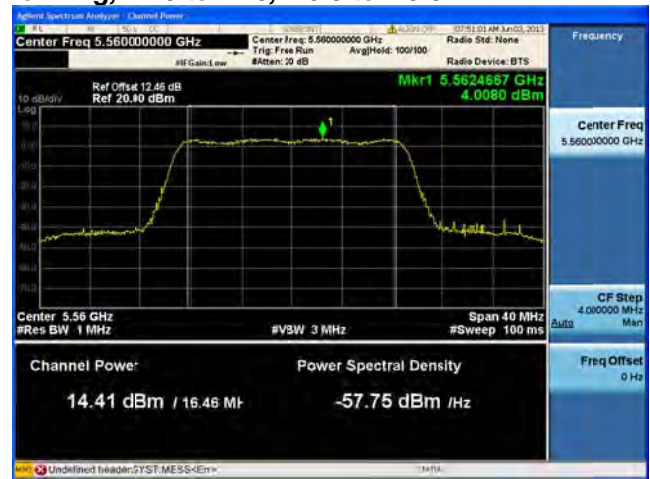 Agilent Spectrum Analyzer - Channel Power
07:51:01 AM Jun 03, 2013
Center Freq 5.560000000 GHz
Center Freq: 5.560000000 GHz
Radio Std: None
Frequency
Trig: Free Run
Avg|Hold: 100/100
#IFGain:Low
#Atten: 20 dB
Radio Device: BTS
Mkr1 5.5624667 GHz
4.0080 dBm
Ref Offset 12.46 dB
10 dB/div
Ref 20.00 dBm
Log
1
Center Freq
5.560000000 GHz
Center 5.56 GHz
Span 40 MHz
#Res BW 1 MHz
#VBW 3 MHz
#Sweep 100 ms
CF Step
4.000000 MHz
Auto
Man
Channel Power
Power Spectral Density
Freq Offset
0 Hz
14.41 dBm / 16.46 MH
-57.75 dBm /Hz
Undefined header;SYST:MESS<Err>